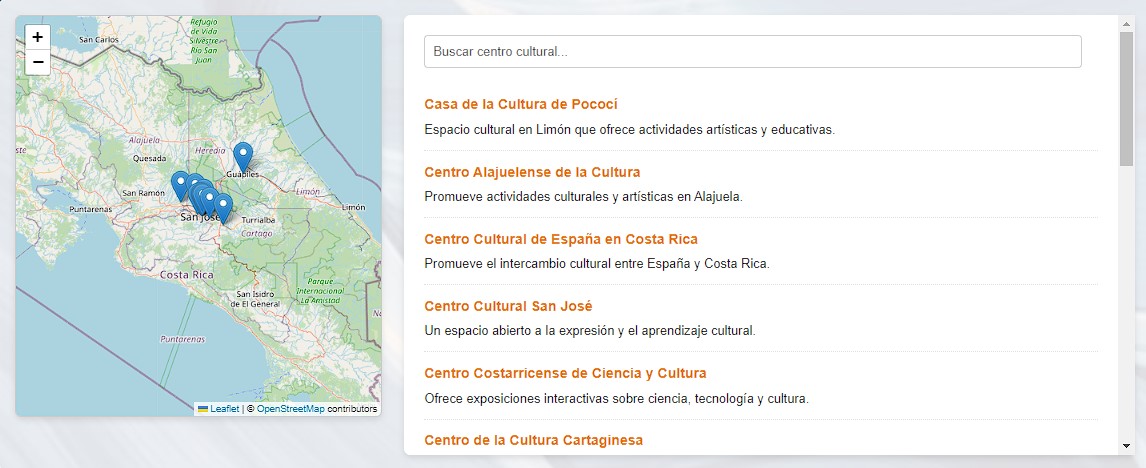 +
−
San Carlos
Refugio
de Vida
Silvestre
Río San
Juan
Alajuela
Heredia
Quesada
Guápiles
San Ramón
Limón
Puntarenas
Limón
San José
Turrialba
Cartago
Costa Rica
Parque
Internacional
La Amistad
San Isidro
de El General
Puntarenas
Leaflet | © OpenStreetMap contributors
Buscar centro cultural...
Casa de la Cultura de Pococí
Espacio cultural en Limón que ofrece actividades artísticas y educativas.
Centro Alajuelense de la Cultura
Promueve actividades culturales y artísticas en Alajuela.
Centro Cultural de España en Costa Rica
Promueve el intercambio cultural entre España y Costa Rica.
Centro Cultural San José
Un espacio abierto a la expresión y el aprendizaje cultural.
Centro Costarricense de Ciencia y Cultura
Ofrece exposiciones interactivas sobre ciencia, tecnología y cultura.
Centro de la Cultura Cartaginesa